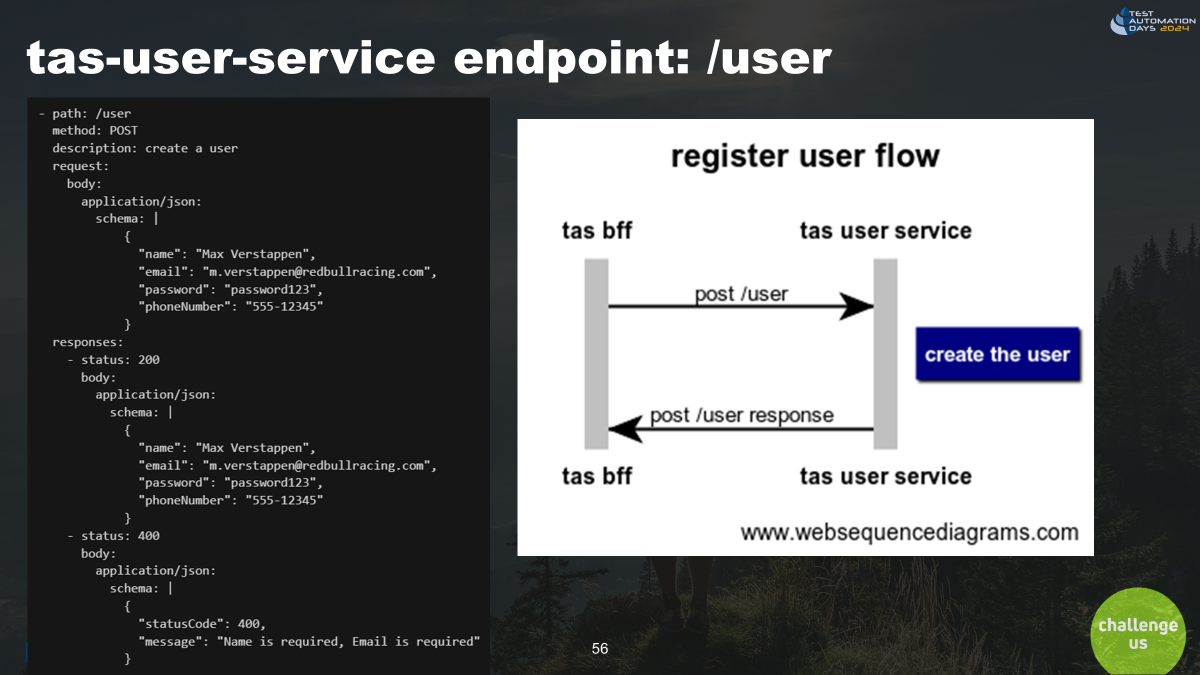 TEST
AUTOMATION
DAYS 2024
tas-user-service endpoint: /user
- path: /user
  method: POST
  description: create a user
  request:
    body:
      application/json:
        schema: |
            {
              "name": "Max Verstappen",
              "email": "m.verstappen@redbullracing.com",
              "password": "password123",
              "phoneNumber": "555-12345"
            }
  responses:
    - status: 200
      body:
        application/json:
          schema: |
            {
              "name": "Max Verstappen",
              "email": "m.verstappen@redbullracing.com",
              "password": "password123",
              "phoneNumber": "555-12345"
            }
    - status: 400
      body:
        application/json:
          schema: |
            {
              "statusCode": 400,
              "message": "Name is required, Email is required"
            }
register user flow
tas bff
tas user service
post /user
create the user
post /user response
tas bff
tas user service
www.websequencediagrams.com
56
challenge
us